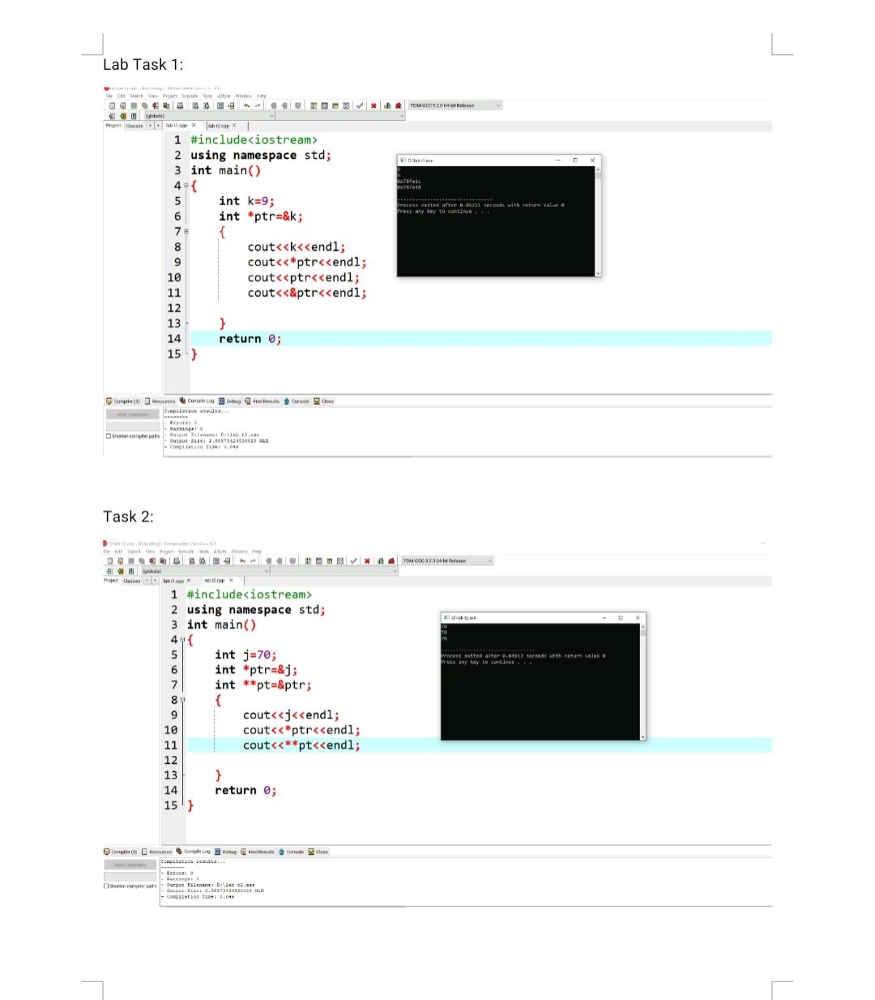 Lab Task 1:
File Edit Search View Project Execute Tools AStyle Window Help
TDM-GCC 9.2.0 64-bit Release
(globals)
Project Classes lab t1.cpp lab t2.cpp
1 #include<iostream>
2 using namespace std;
3 int main()
4 {
5 int k=9;
6 int *ptr=&k;
7 {
8 cout<<k<<endl;
9 cout<<*ptr<<endl;
10 cout<<ptr<<endl;
11 cout<<&ptr<<endl;
12
13 }
14 return 0;
15 }
D:\lab t1.exe
9
9
0x78fe1c
0x78fe10
--------------------------------
Process exited after 0.06211 seconds with return value 0
Press any key to continue . . .
Compiler (3) Resources Compile Log Debug Find Results Console Close
Abort Compilation
Shorten compiler paths
Compilation results...
--------
- Errors: 0
- Warnings: 0
- Output Filename: D:\lab t2.exe
- Output Size:
- Compilation Time: 0.64s
Task 2:
D:\lab t2.cpp - [Executing] - Embarcadero Dev-C++ 6.3
File Edit Search View Project Execute Tools AStyle Window Help
TDM-GCC 9.2.0 64-bit Release
(globals)
Project Classes lab t1.cpp lab t2.cpp
1 #include<iostream>
2 using namespace std;
3 int main()
4 {
5 int j=70;
6 int *ptr=&j;
7 int **pt=&ptr;
8 {
9 cout<<j<<endl;
10 cout<<*ptr<<endl;
11 cout<<**pt<<endl;
12
13 }
14 return 0;
15 }
D:\lab t2.exe
70
70
70
--------------------------------
Process exited after 0.04913 seconds with return value 0
Press any key to continue . . .
Compiler (3) Resources Compile Log Debug Find Results Console Close
Abort Compilation
Shorten compiler paths
Compilation results...
--------
- Errors: 0
- Warnings: 0
- Output Filename: D:\lab t2.exe
- Output Size:
- Compilation Time: 0.64s